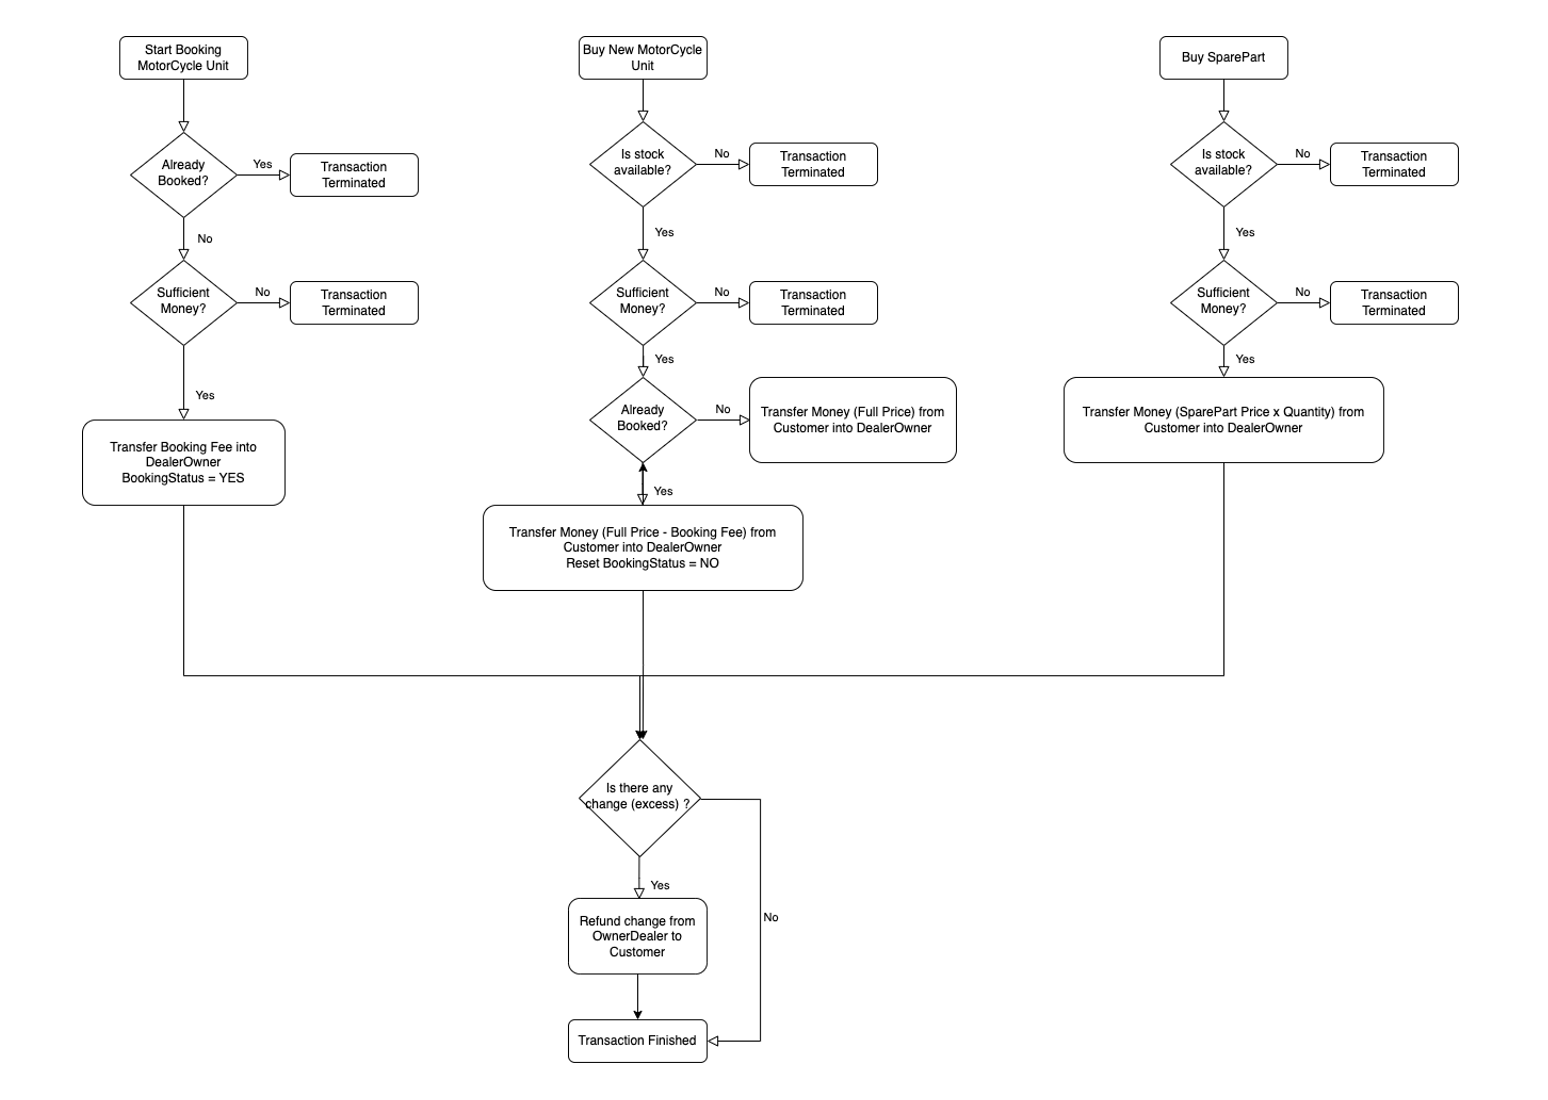 Start Booking
MotorCycle Unit
Already
Booked?
Yes
Transaction
Terminated
No
Sufficient
Money?
No
Transaction
Terminated
Yes
Transfer Booking Fee into
DealerOwner
BookingStatus = YES
Buy New MotorCycle
Unit
Is stock
available?
No
Transaction
Terminated
Yes
Sufficient
Money?
No
Transaction
Terminated
Yes
Already
Booked?
No
Transfer Money (Full Price) from
Customer into DealerOwner
Yes
Transfer Money (Full Price - Booking Fee) from
Customer into DealerOwner
Reset BookingStatus = NO
Buy SparePart
Is stock
available?
No
Transaction
Terminated
Yes
Sufficient
Money?
No
Transaction
Terminated
Yes
Transfer Money (SparePart Price x Quantity) from
Customer into DealerOwner
Is there any
change (excess) ?
Yes
No
Refund change from
OwnerDealer to
Customer
Transaction Finished